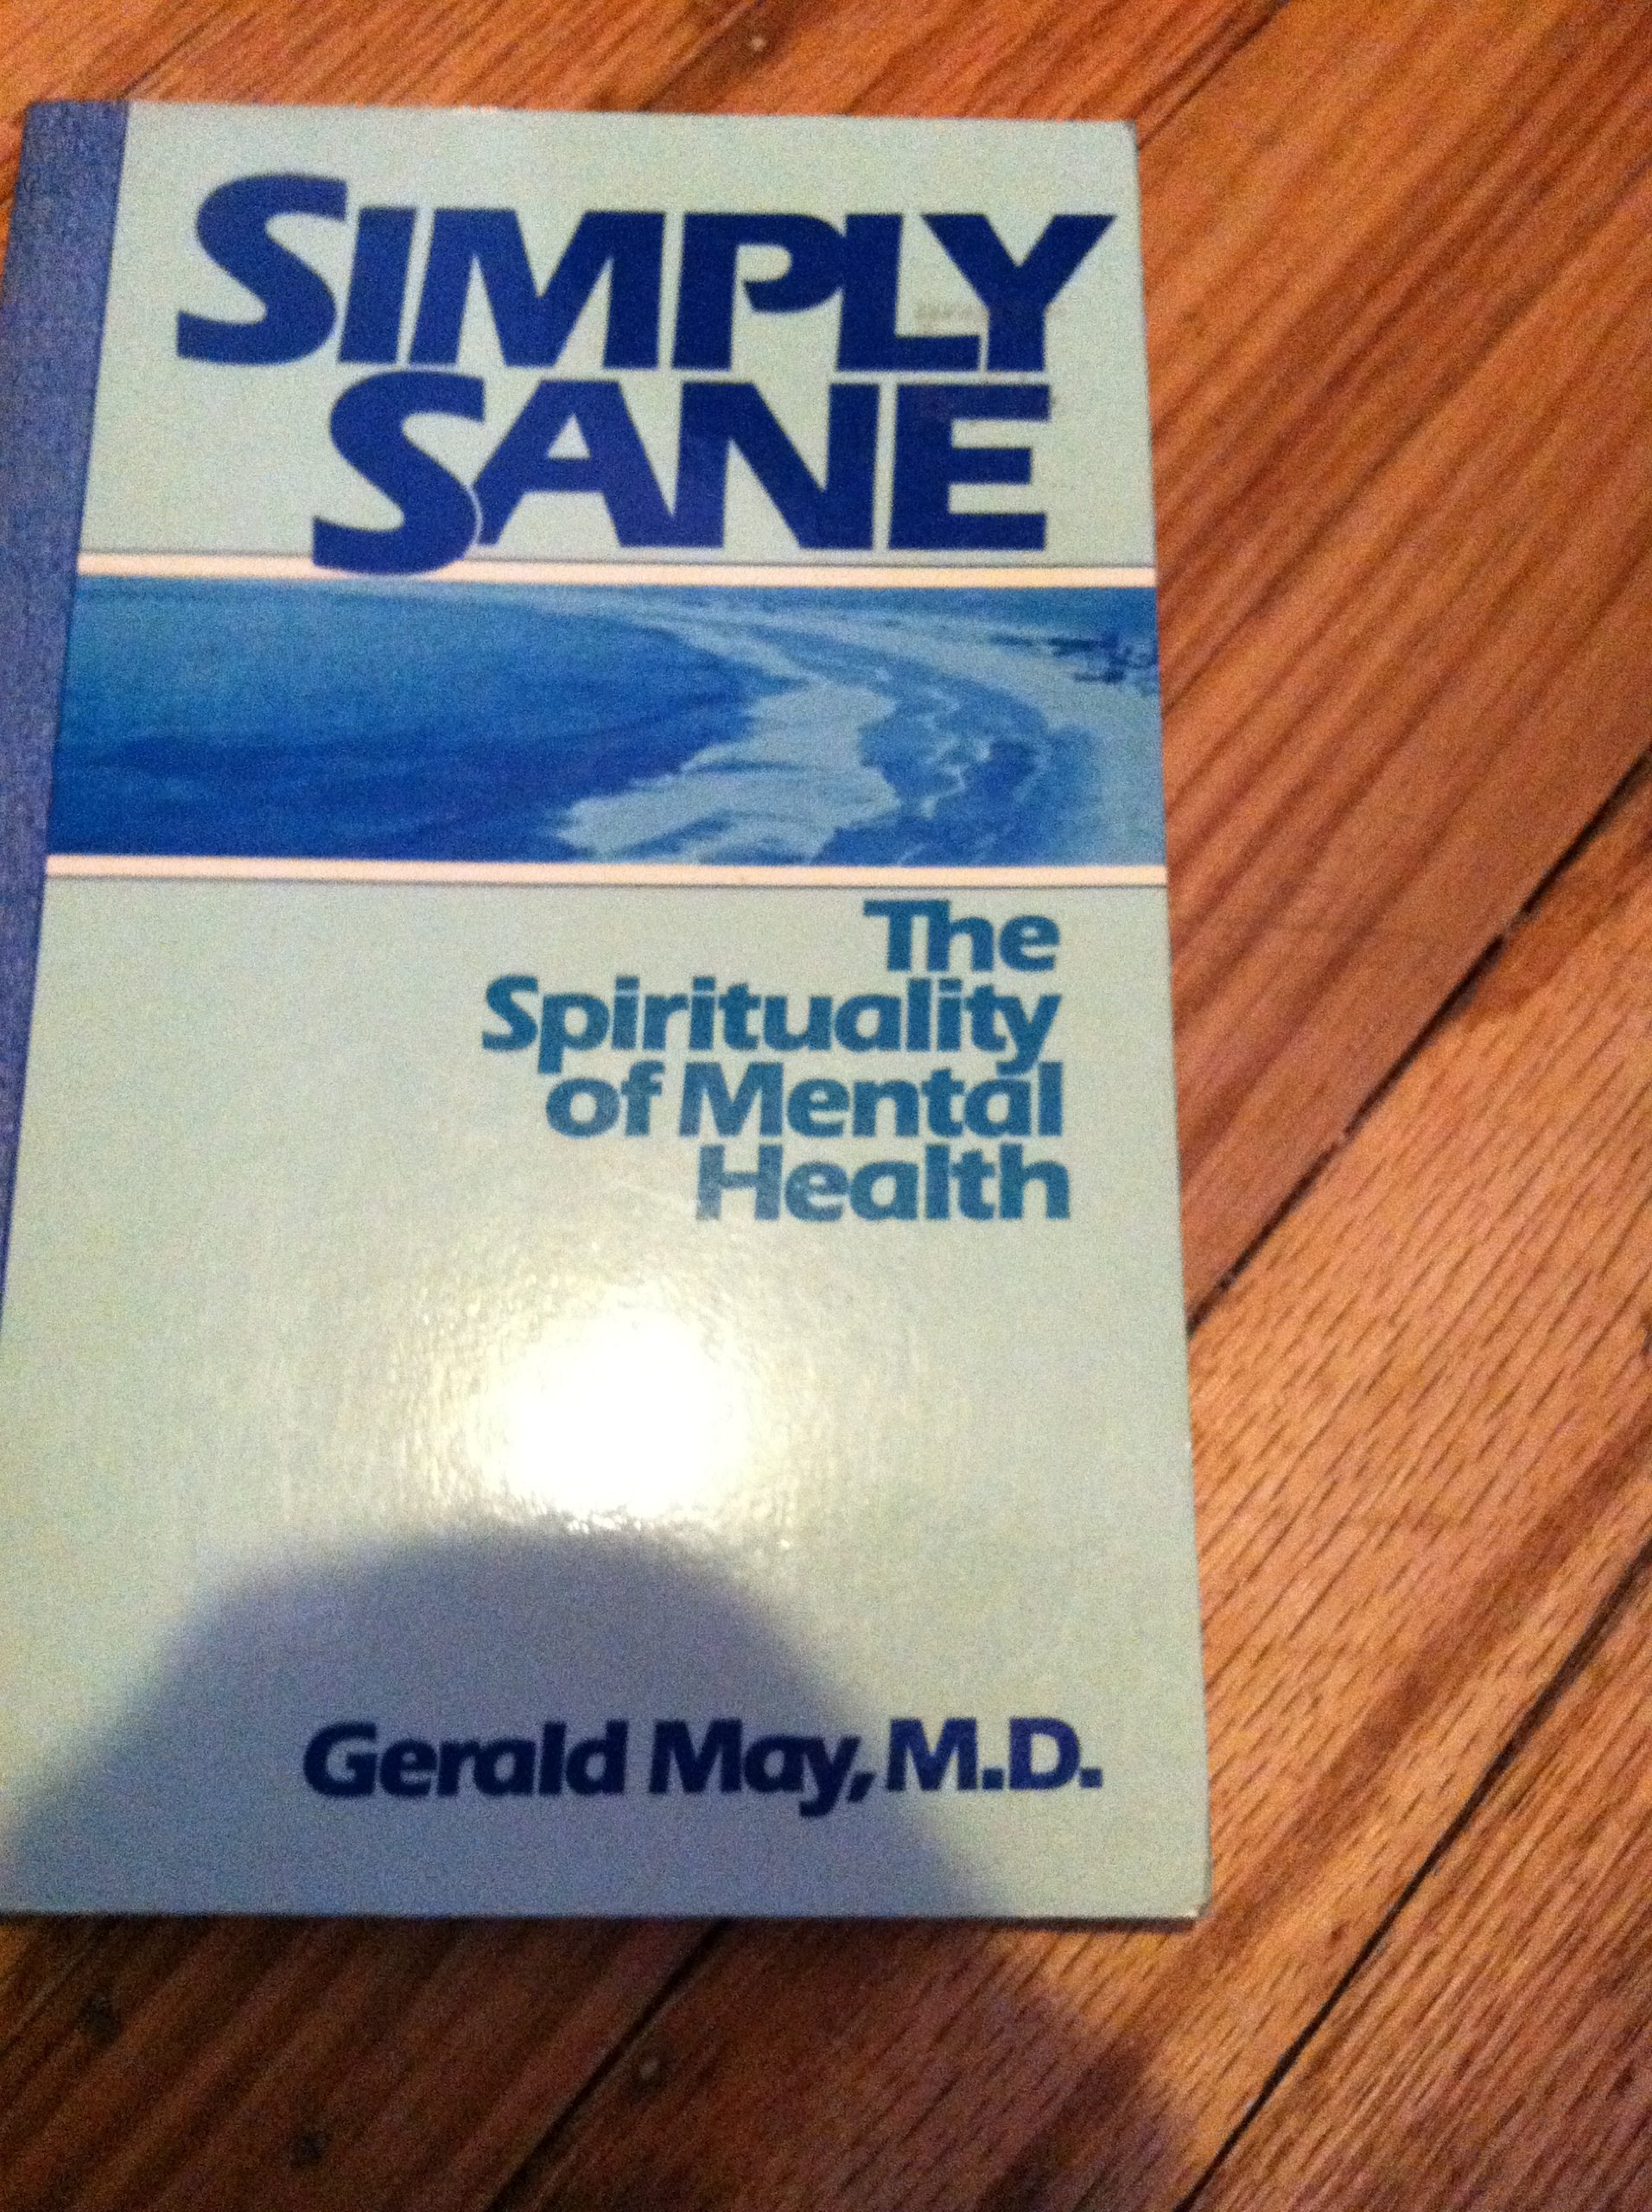 SIMPLY
SANE
The
Spirituality
of Mental
Health
Gerald May, M.D.